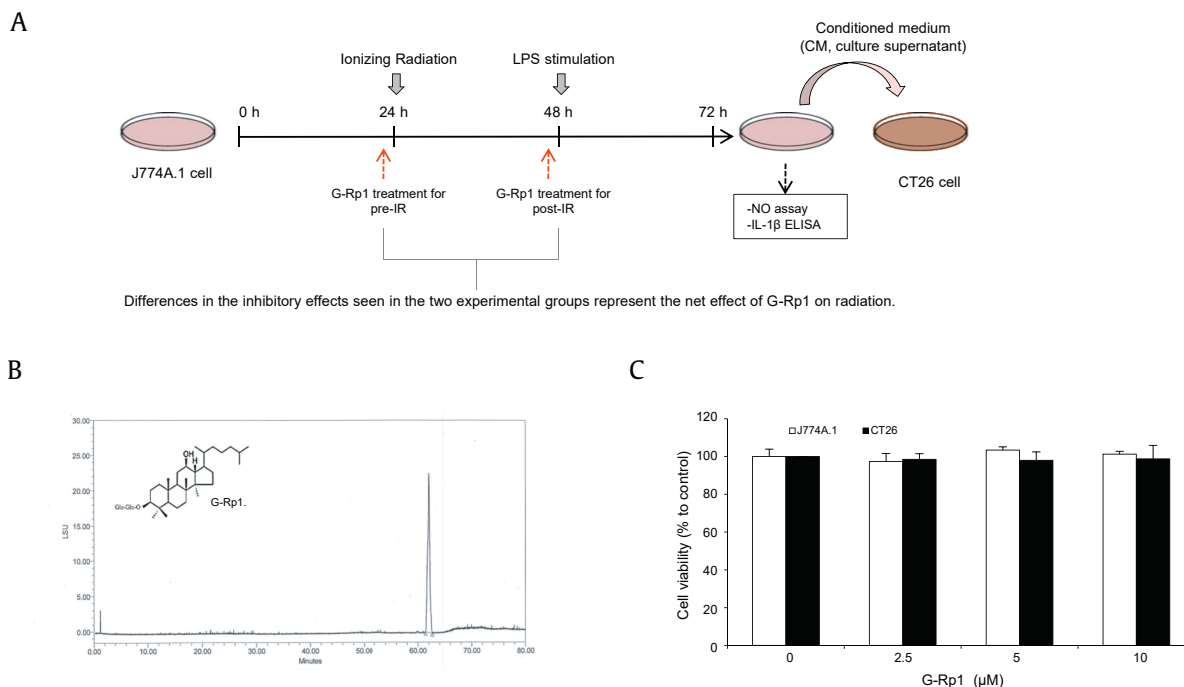 A
Conditioned medium
(CM, culture supernatant)
Ionizing Radiation
LPS stimulation
0 h
24 h
48 h
72 h
J774A.1 cell
CT26 cell
G-Rp1 treatment for
pre-IR
G-Rp1 treatment for
post-IR
-NO assay
-IL-1β ELISA
Differences in the inhibitory effects seen in the two experimental groups represent the net effect of G-Rp1 on radiation.
B
30.00
25.00
20.00
15.00
10.00
5.00
0.00
LSU
OH
H
Glc-Glc-O
G-Rp1.
0.00 10.00 20.00 30.00 40.00 50.00 60.00 70.00 80.00
Minutes
C
120
100
80
60
40
20
0
Cell viability (% to control)
J774A.1 CT26
0 2.5 5 10
G-Rp1 (µM)